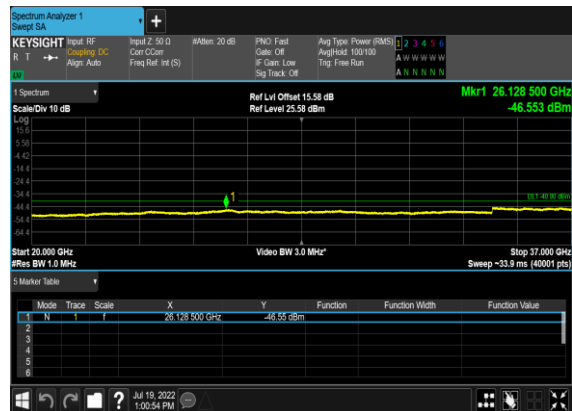 Spectrum Analyzer 1
Swept SA
+
KEYSIGHT Input: RF Input Z: 50 Ω #Atten: 20 dB PNO: Fast Avg Type: Power (RMS) 1 2 3 4 5 6
R T Coupling: DC Corr CCorr Gate: Off Avg|Hold: 100/100 A W W W W W
Align: Auto Freq Ref: Int (S) IF Gain: Low Trig: Free Run
Sig Track: Off A N N N N N
1 Spectrum
Ref Lvl Offset 15.58 dB Mkr1 26.128 500 GHz
Scale/Div 10 dB Ref Level 25.58 dBm -46.553 dBm
Log
15.6
5.58
-4.42
-14.4
-24.4
-34.4
1
UL1 -40.00 dBm
-44.4
-54.4
-64.4
Start 20.000 GHz Video BW 3.0 MHz* Stop 37.000 GHz
#Res BW 1.0 MHz Sweep ~33.9 ms (40001 pts)
5 Marker Table
Mode Trace Scale X Y Function Function Width Function Value
1 N 1 f 26.128 500 GHz -46.55 dBm
2
3
4
5
6
? Jul 19, 2022
1:00:54 PM